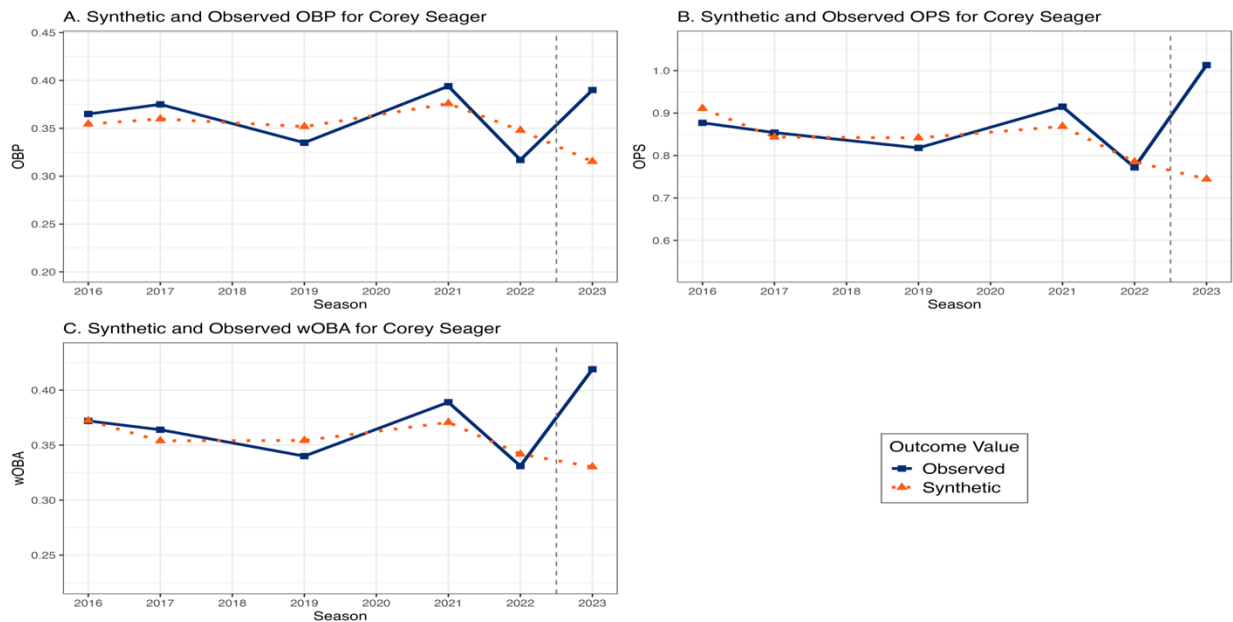 A. Synthetic and Observed OBP for Corey Seager
0.45
0.40
0.35
0.30
0.25
0.20
OBP
2016 2017 2018 2019 2020 2021 2022 2023
Season
B. Synthetic and Observed OPS for Corey Seager
1.0
0.9
0.8
0.7
0.6
OPS
2016 2017 2018 2019 2020 2021 2022 2023
Season
C. Synthetic and Observed wOBA for Corey Seager
0.40
0.35
0.30
0.25
wOBA
2016 2017 2018 2019 2020 2021 2022 2023
Season
Outcome Value
Observed
Synthetic